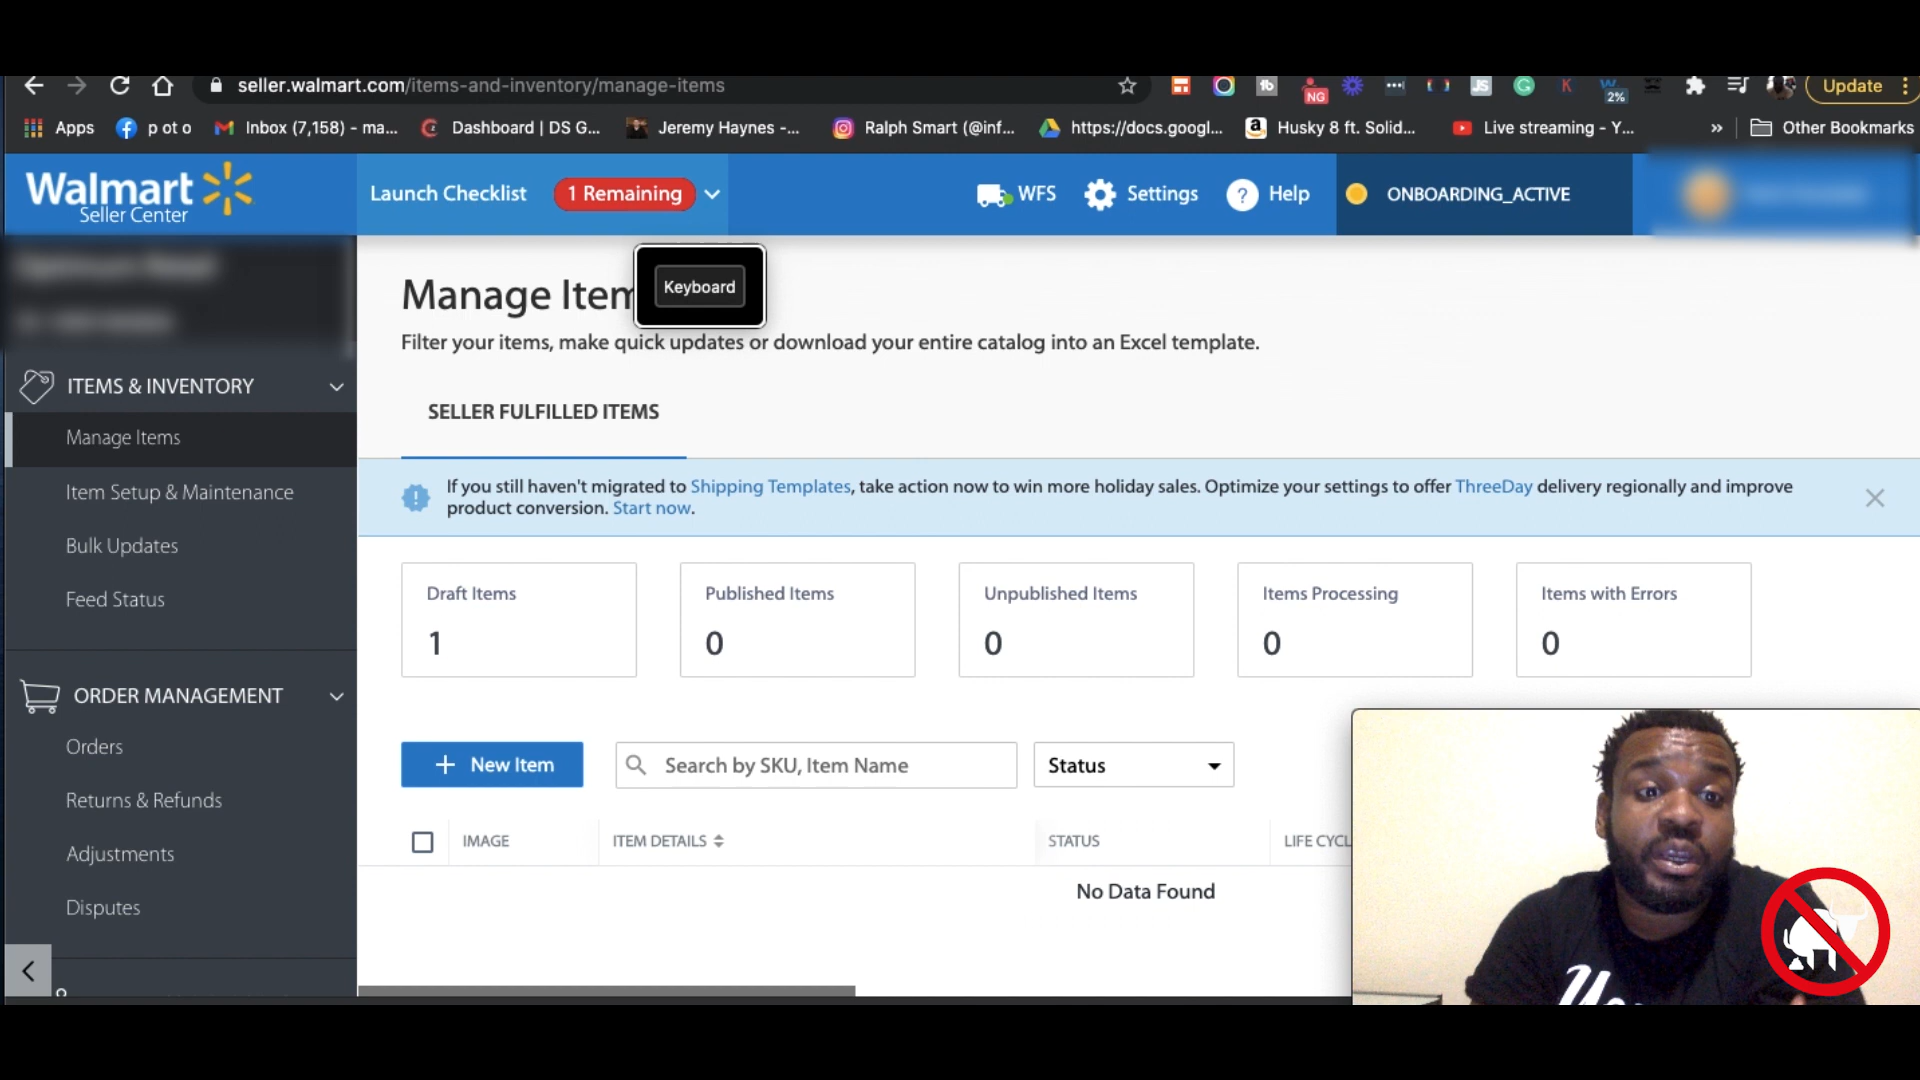 seller.walmart.com/items-and-inventory/manage-items
NG
2%
Update
Apps
p ot o
Inbox (7,158) - ma...
Dashboard | DS G...
Jeremy Haynes -...
Ralph Smart (@inf...
https://docs.googl...
Husky 8 ft. Solid...
Live streaming - Y...
»
Other Bookmarks
Walmart
Seller Center
Launch Checklist
1 Remaining
WFS
Settings
Help
ONBOARDING_ACTIVE
Manage Item
Keyboard
Filter your items, make quick updates or download your entire catalog into an Excel template.
ITEMS & INVENTORY
Manage Items
Item Setup & Maintenance
Bulk Updates
Feed Status
ORDER MANAGEMENT
Orders
Returns & Refunds
Adjustments
Disputes
SELLER FULFILLED ITEMS
If you still haven't migrated to Shipping Templates, take action now to win more holiday sales. Optimize your settings to offer ThreeDay delivery regionally and improve
product conversion. Start now.
Draft Items
1
Published Items
0
Unpublished Items
0
Items Processing
0
Items with Errors
0
+ New Item
Search by SKU, Item Name
Status
IMAGE
ITEM DETAILS
STATUS
LIFE CYCL
No Data Found